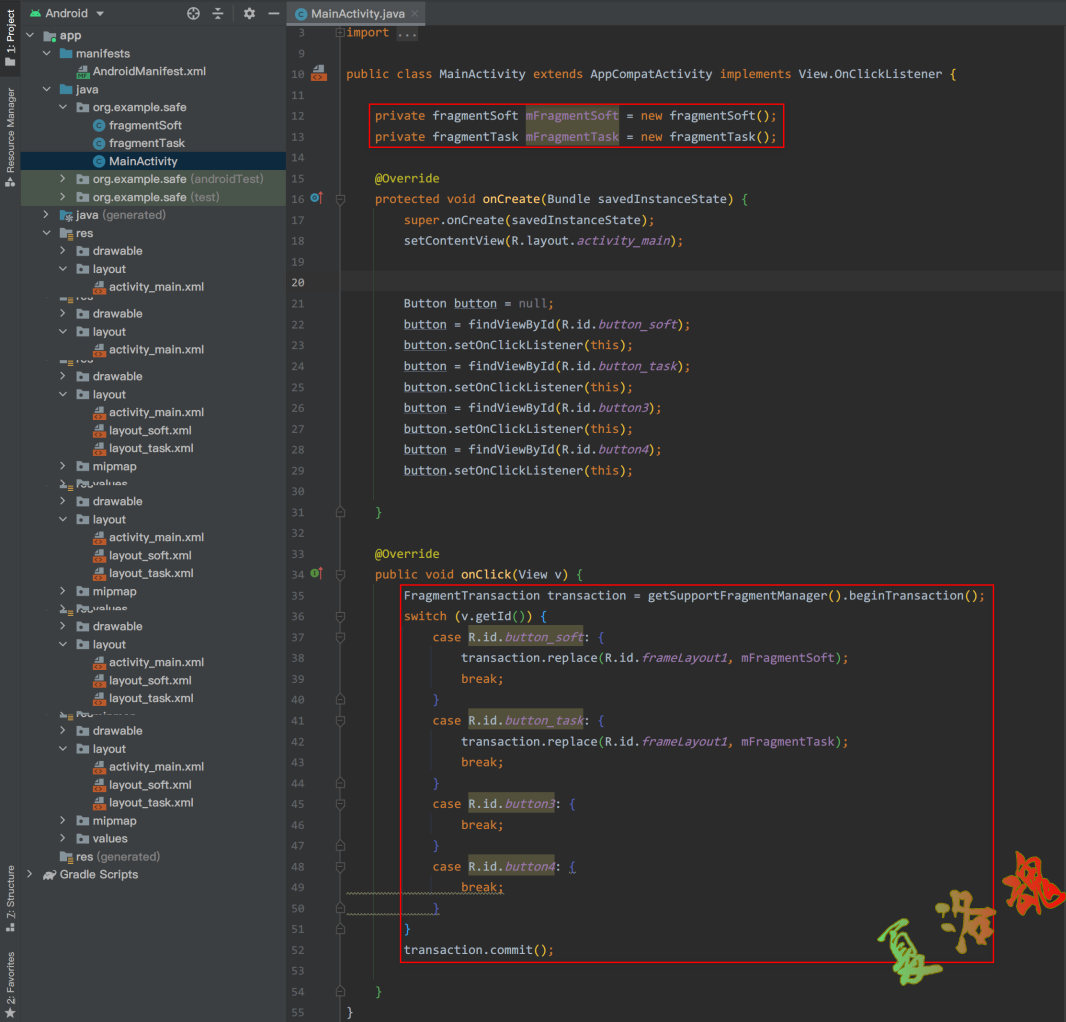 Android
MainActivity.java
1: Project
Resource Manager
Z: Structure
2: Favorites
app
manifests
AndroidManifest.xml
java
org.example.safe
fragmentSoft
fragmentTask
MainActivity
org.example.safe (androidTest)
org.example.safe (test)
java (generated)
res
drawable
layout
activity_main.xml
drawable
layout
activity_main.xml
drawable
layout
activity_main.xml
layout_soft.xml
layout_task.xml
mipmap
drawable
layout
activity_main.xml
layout_soft.xml
layout_task.xml
mipmap
drawable
layout
activity_main.xml
layout_soft.xml
layout_task.xml
drawable
layout
activity_main.xml
layout_soft.xml
layout_task.xml
mipmap
values
res (generated)
Gradle Scripts
3 import ...
9
10 public class MainActivity extends AppCompatActivity implements View.OnClickListener {
11
12 private fragmentSoft mFragmentSoft = new fragmentSoft();
13 private fragmentTask mFragmentTask = new fragmentTask();
14
15 @Override
16 protected void onCreate(Bundle savedInstanceState) {
17 super.onCreate(savedInstanceState);
18 setContentView(R.layout.activity_main);
19
20
21 Button button = null;
22 button = findViewById(R.id.button_soft);
23 button.setOnClickListener(this);
24 button = findViewById(R.id.button_task);
25 button.setOnClickListener(this);
26 button = findViewById(R.id.button3);
27 button.setOnClickListener(this);
28 button = findViewById(R.id.button4);
29 button.setOnClickListener(this);
30
31 }
32
33 @Override
34 public void onClick(View v) {
35 FragmentTransaction transaction = getSupportFragmentManager().beginTransaction();
36 switch (v.getId()) {
37 case R.id.button_soft: {
38 transaction.replace(R.id.frameLayout1, mFragmentSoft);
39 break;
40 }
41 case R.id.button_task: {
42 transaction.replace(R.id.frameLayout1, mFragmentTask);
43 break;
44 }
45 case R.id.button3: {
46 break;
47 }
48 case R.id.button4: {
49 break;
50 }
51 }
52 transaction.commit();
53
54 }
55 }